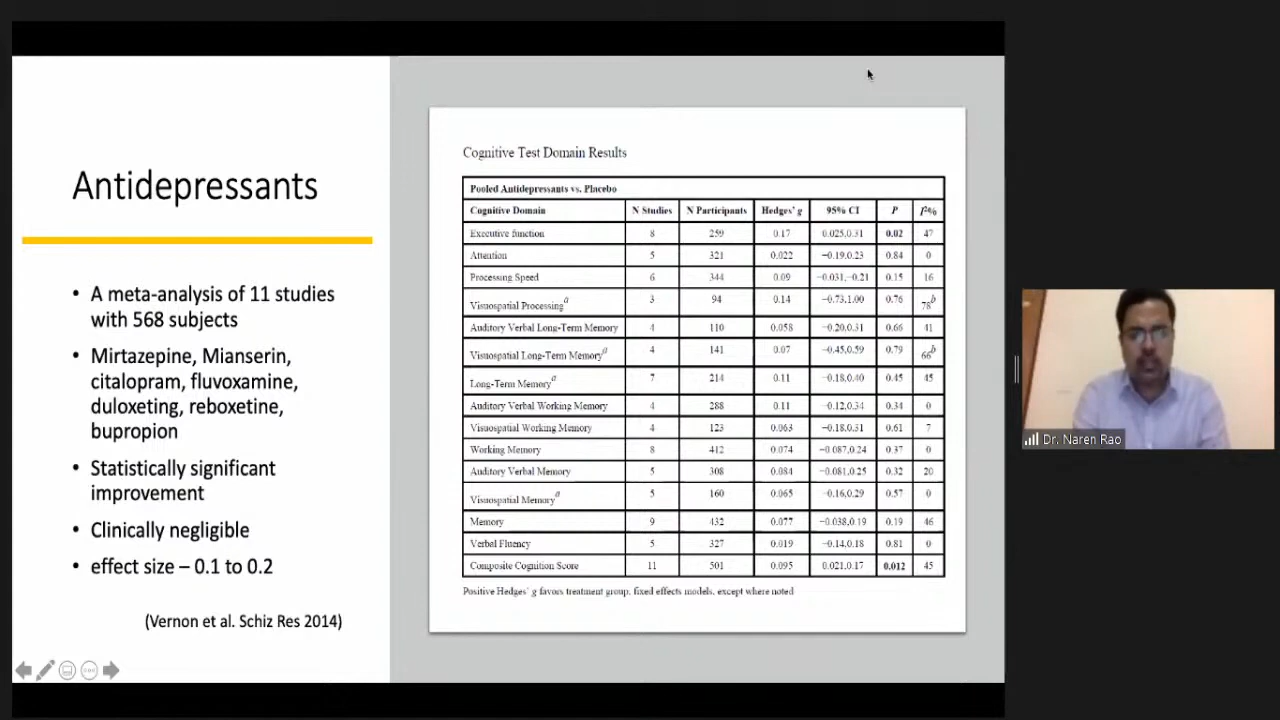 Antidepressants
• A meta-analysis of 11 studies
with 568 subjects
• Mirtazepine, Mianserin,
citalopram, fluvoxamine,
duloxeting, reboxetine,
bupropion
• Statistically significant
improvement
• Clinically negligible
• effect size – 0.1 to 0.2
(Vernon et al. Schiz Res 2014)
Cognitive Test Domain Results
Pooled Antidepressants vs. Placebo
Cognitive Domain N Studies N Participants Hedges' g 95% CI P I²%
Executive function 8 259 0.17 0.025,0.31 0.02 47
Attention 5 321 0.022 −0.19,0.23 0.84 0
Processing Speed 6 344 0.09 −0.031,−0.21 0.15 16
Visuospatial Processing^a 3 94 0.14 −0.73,1.00 0.76 78^b
Auditory Verbal Long-Term Memory 4 110 0.058 −0.20,0.31 0.66 41
Visuospatial Long-Term Memory^a 4 141 0.07 −0.45,0.59 0.79 66^b
Long-Term Memory^a 7 214 0.11 −0.18,0.40 0.45 45
Auditory Verbal Working Memory 4 288 0.11 −0.12,0.34 0.34 0
Visuospatial Working Memory 4 123 0.063 −0.18,0.31 0.61 7
Working Memory 8 412 0.074 −0.087,0.24 0.37 0
Auditory Verbal Memory 5 308 0.084 −0.081,0.25 0.32 20
Visuospatial Memory^a 5 160 0.065 −0.16,0.29 0.57 0
Memory 9 432 0.077 −0.038,0.19 0.19 46
Verbal Fluency 5 327 0.019 −0.14,0.18 0.81 0
Composite Cognition Score 11 501 0.095 0.021,0.17 0.012 45
Positive Hedges' g favors treatment group, fixed effects models, except where noted
Dr. Naren Rao